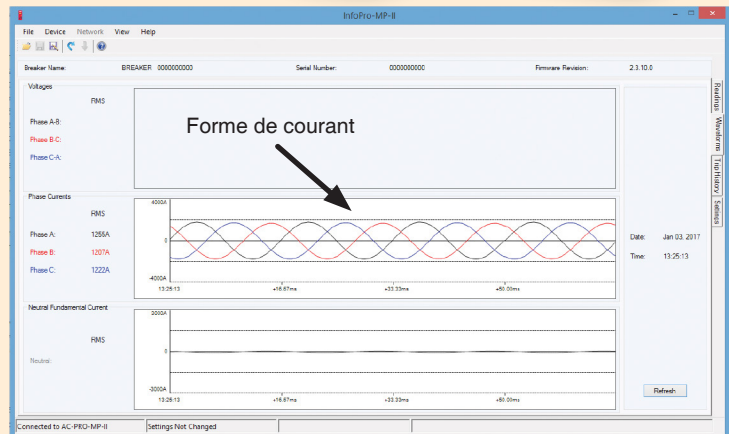 InfoPro-MP-II
File Device Network View Help
Breaker Name: BREAKER 0000000000 Serial Number: 0000000000 Firmware Revision: 2.3.10.0
Voltages
RMS
Phase A-B:
Phase B-C:
Phase C-A:
Forme de courant
Readings
Waveforms
Trip History
Settings
Phase Currents
RMS
Phase A: 1255A
Phase B: 1207A
Phase C: 1222A
4000A
0
-4000A
13:25:13 +16.67ms +33.33ms +50.00ms
Date: Jan 03, 2017
Time: 13:25:13
Neutral Fundamental Current
RMS
Neutral:
3000A
0
-3000A
13:25:13 +16.67ms +33.33ms +50.00ms
Refresh
Connected to AC-PRO-MP-II Settings Not Changed